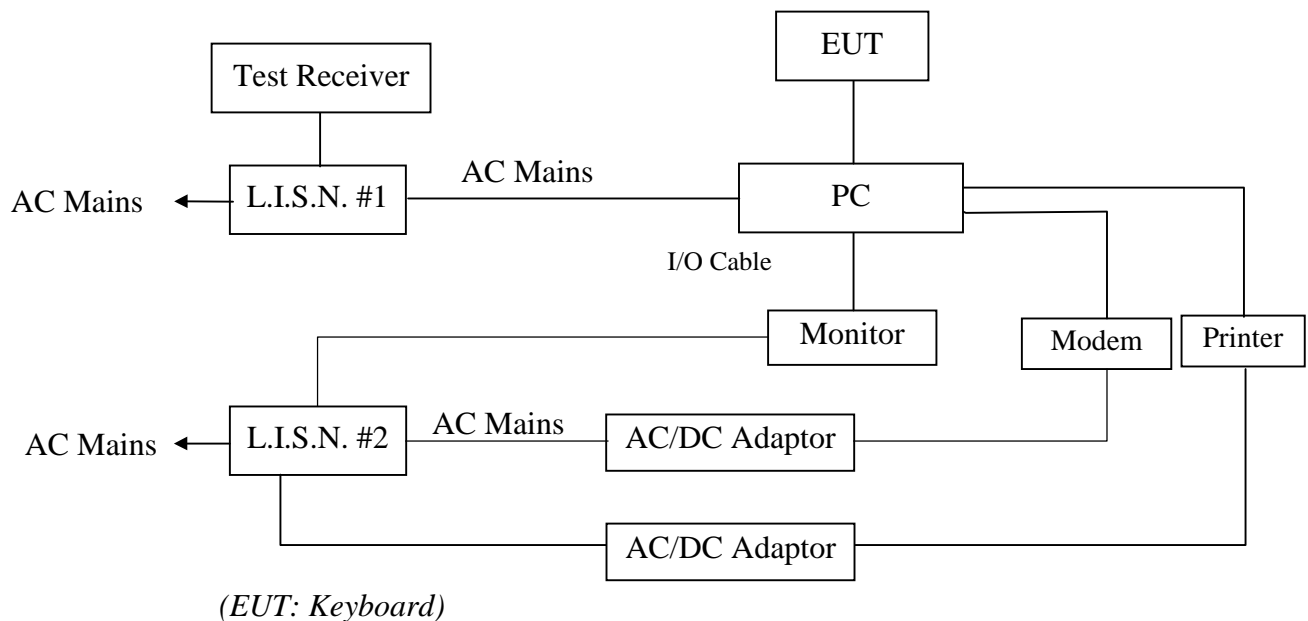 EUT
Test Receiver
AC Mains
L.I.S.N. #1
AC Mains
PC
I/O Cable
Monitor
Modem
Printer
AC Mains
L.I.S.N. #2
AC Mains
AC/DC Adaptor
AC/DC Adaptor
(EUT: Keyboard)